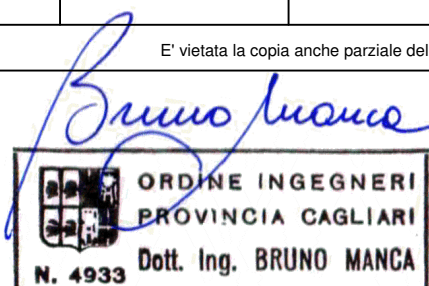 E' vietata la copia anche parziale del
Bruno Manca
ORDINE INGEGNERI
PROVINCIA CAGLIARI
Dott. Ing. BRUNO MANCA
N. 4933